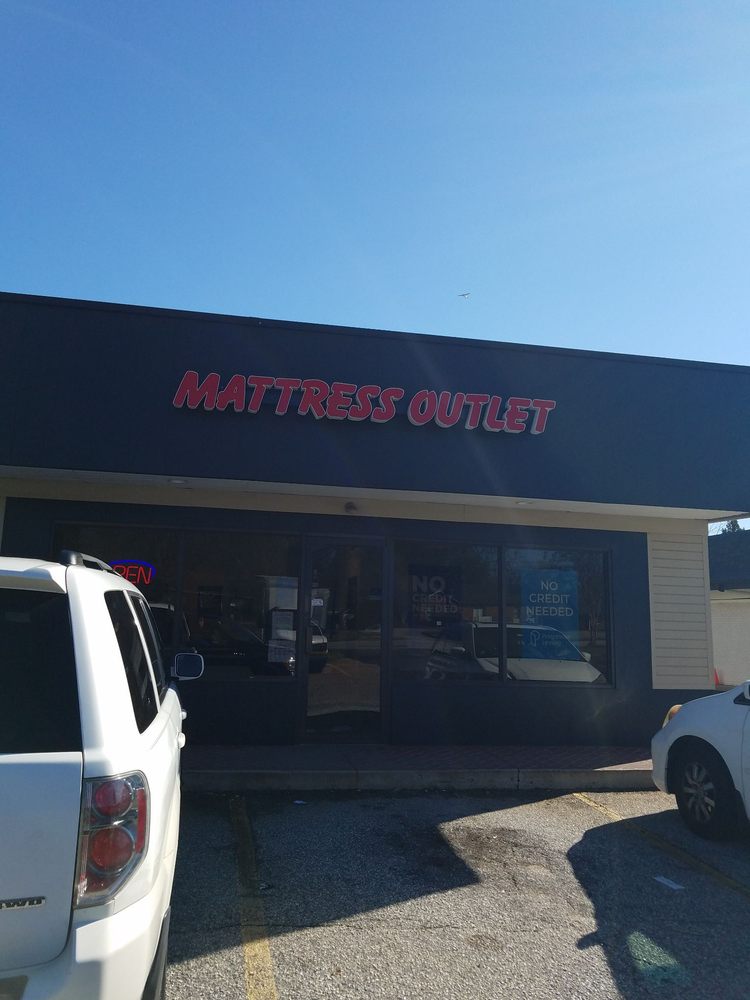 MATTRESS OUTLET
OPEN
NO
CREDIT
NEEDED
NO
CREDIT
NEEDED